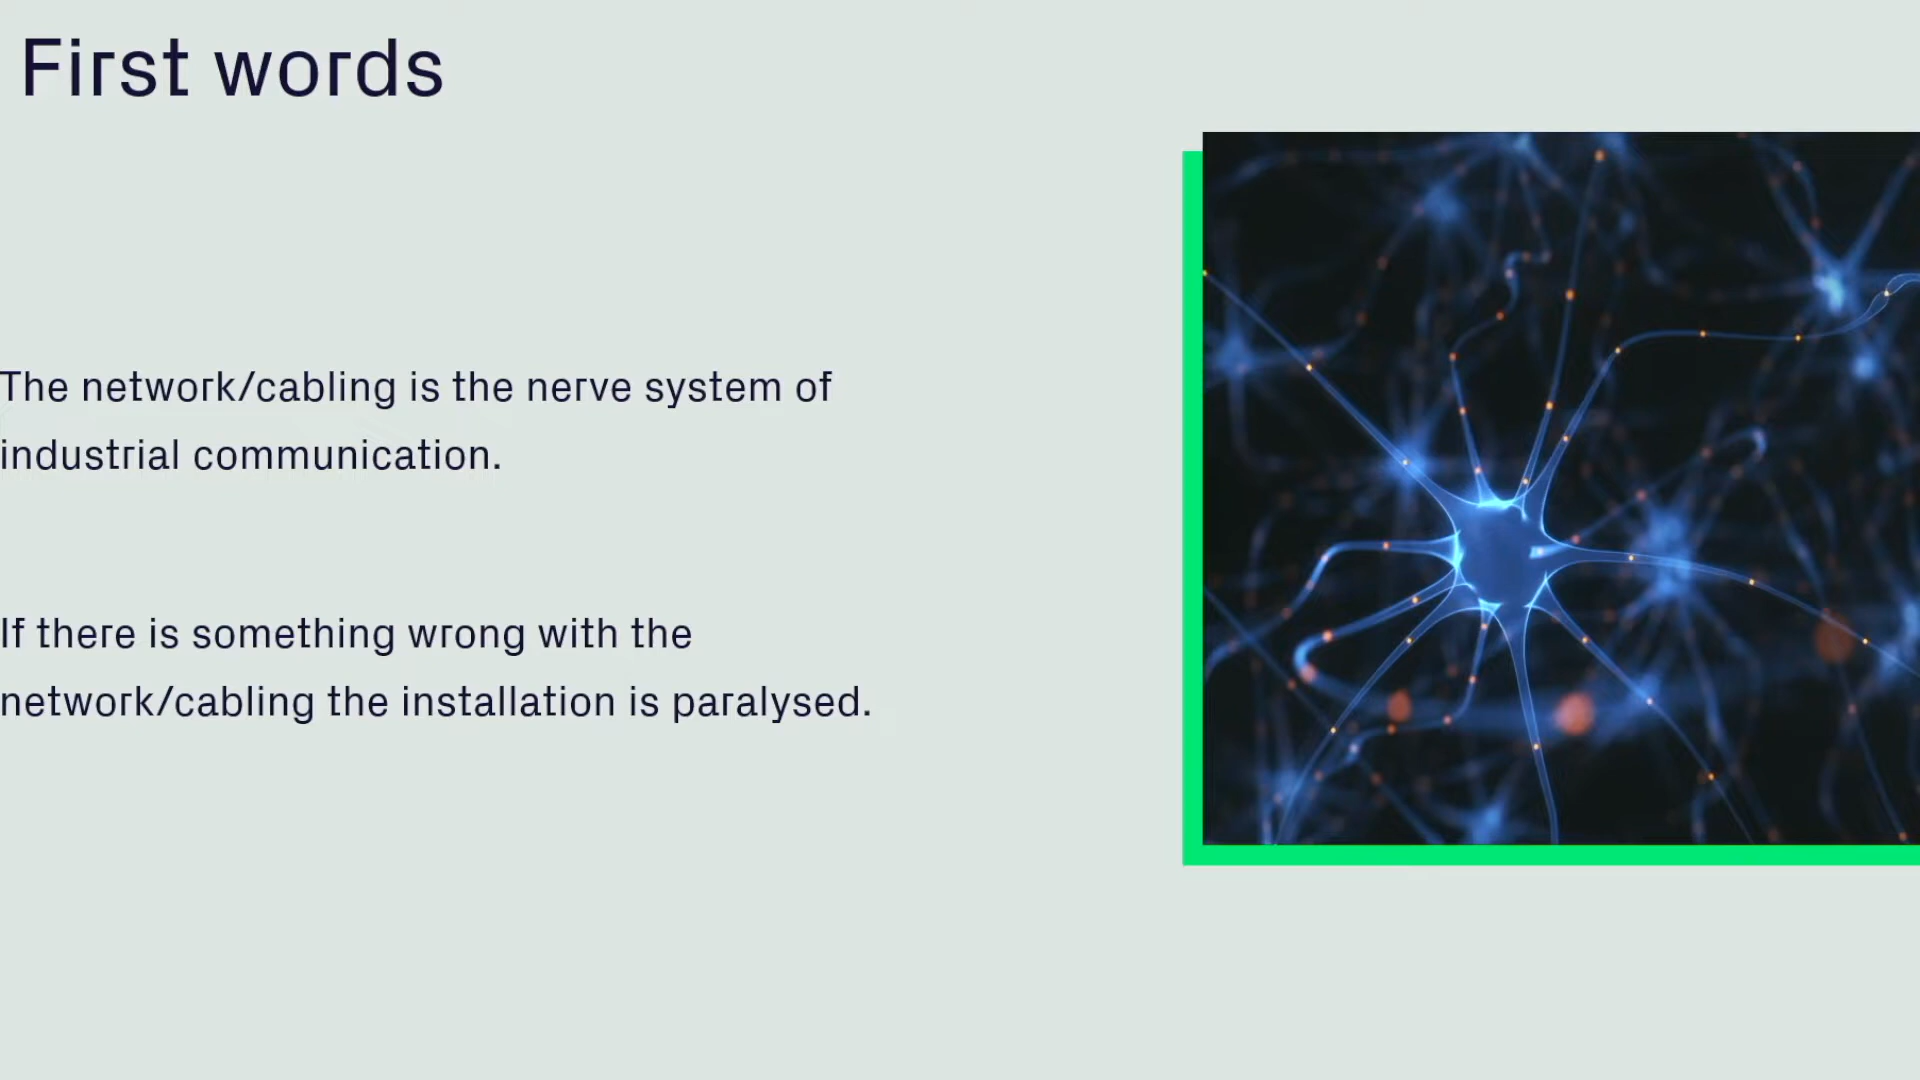 First words
The network/cabling is the nerve system of
industrial communication.
If there is something wrong with the
network/cabling the installation is paralysed.